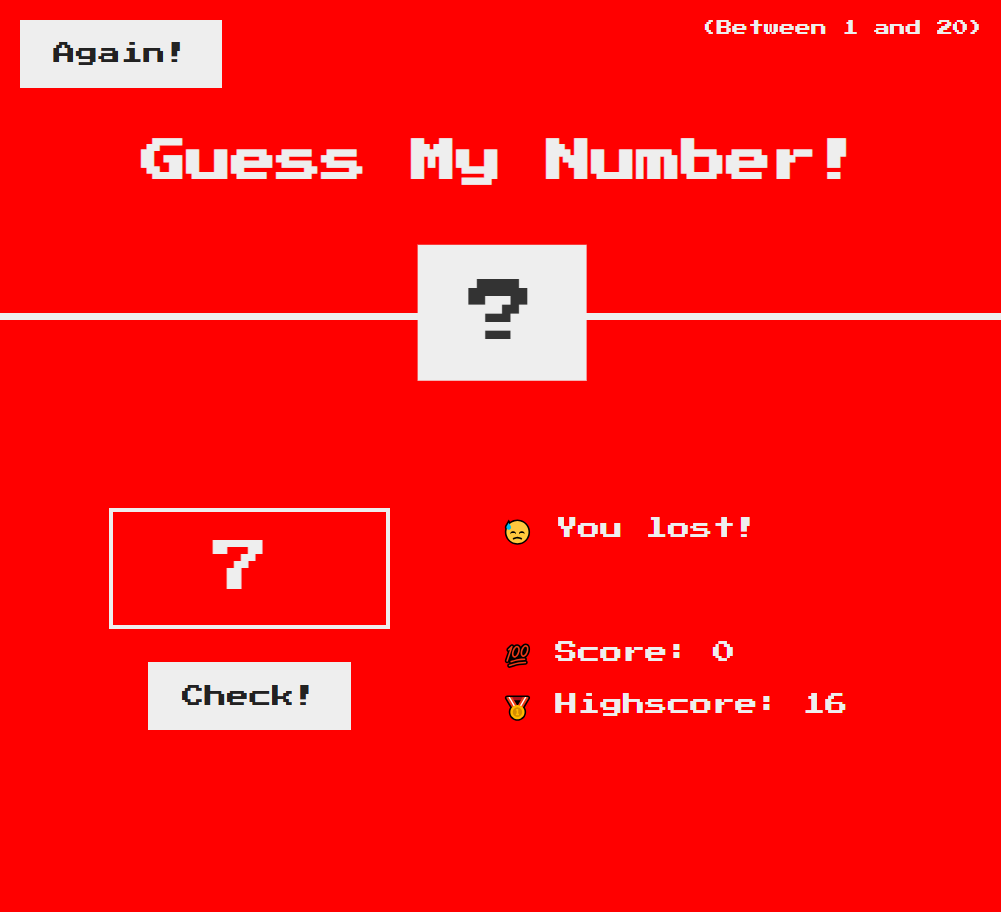 Again!
(Between 1 and 20)
Guess My Number!
?
7
Check!
😓 You lost!
💯 Score: 0
🥇 Highscore: 16